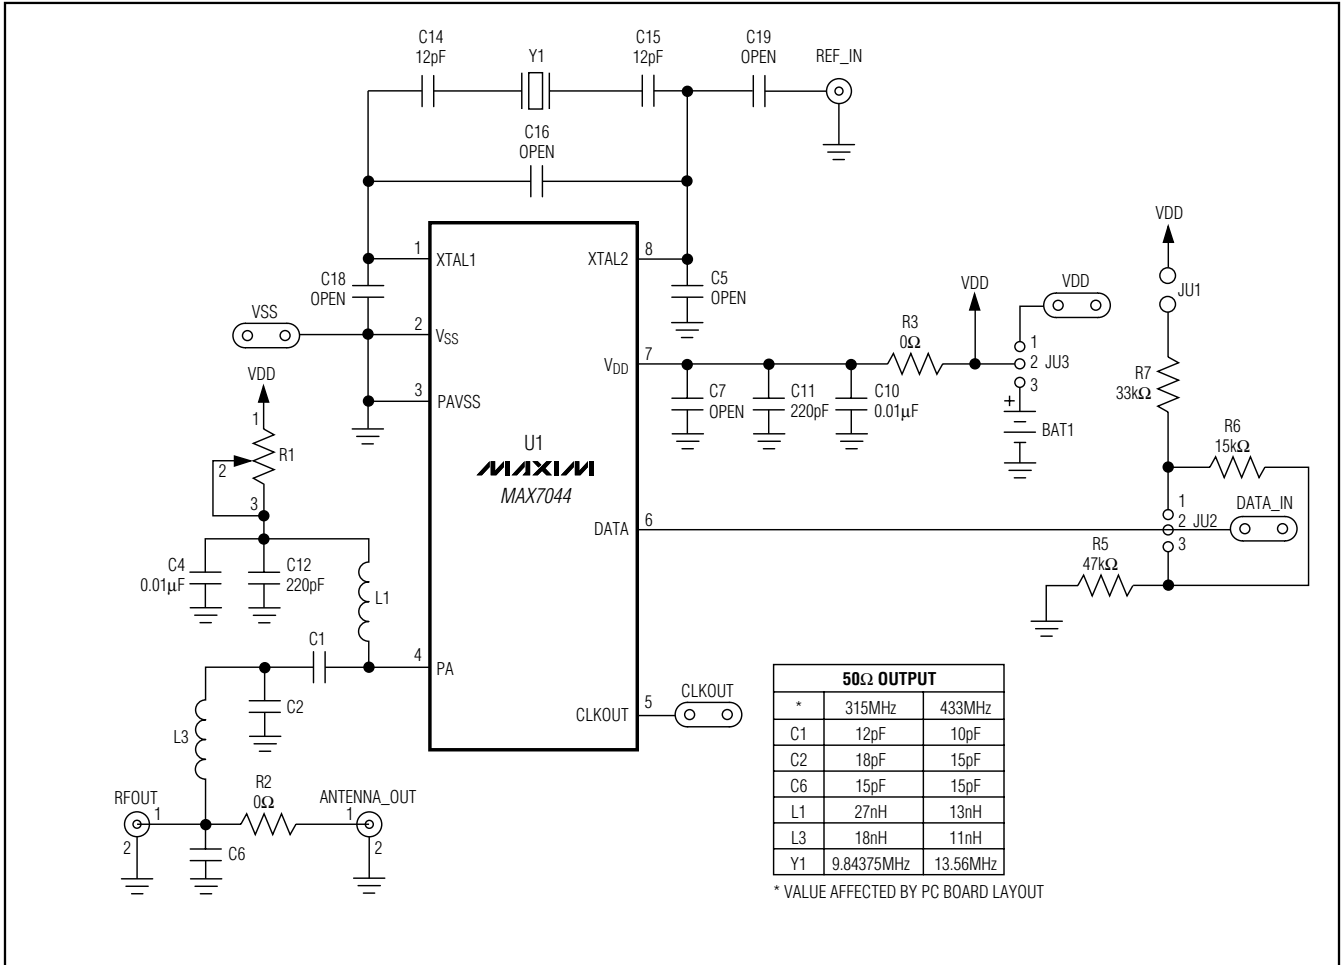 C14
12pF
Y1
C15
12pF
C19
OPEN
REF_IN
C16
OPEN
1
XTAL1
XTAL2
8
C18
OPEN
C5
OPEN
VSS
2
VSS
VDD
7
3
PAVSS
VDD
1
R1
2
3
C4
0.01µF
C12
220pF
L1
U1
MAXIM
MAX7044
C7
OPEN
C11
220pF
C10
0.01µF
R3
0Ω
VDD
VDD
1
2 JU3
3
+
BAT1
VDD
JU1
R7
33kΩ
R6
15kΩ
DATA
6
1
2 JU2
3
DATA_IN
R5
47kΩ
C1
4
PA
C2
L3
CLKOUT
5
CLKOUT
RFOUT
1
2
R2
0Ω
ANTENNA_OUT
1
2
C6
50Ω OUTPUT
* 315MHz 433MHz
C1 12pF 10pF
C2 18pF 15pF
C6 15pF 15pF
L1 27nH 13nH
L3 18nH 11nH
Y1 9.84375MHz 13.56MHz
* VALUE AFFECTED BY PC BOARD LAYOUT